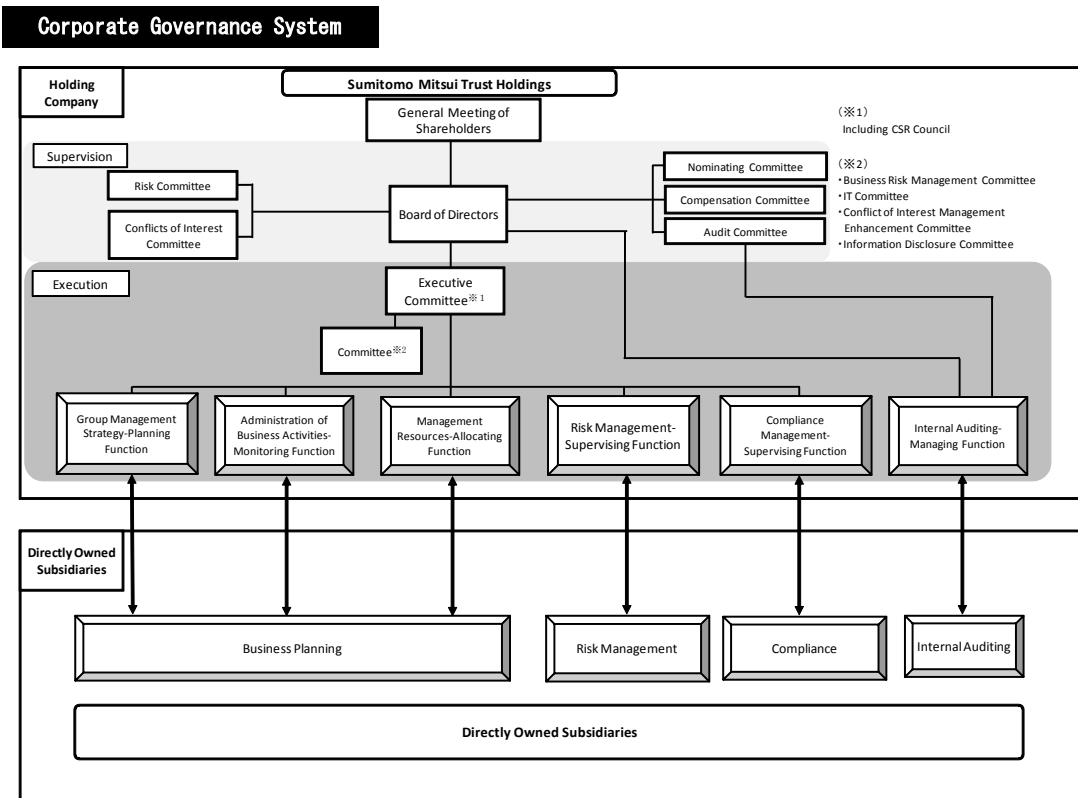 Corporate Governance System
Holding
Company
Sumitomo Mitsui Trust Holdings
General Meeting of
Shareholders
(※1)
Including CSR Council
Supervision
Risk Committee
Conflicts of Interest
Committee
Board of Directors
Nominating Committee
Compensation Committee
Audit Committee
(※2)
・Business Risk Management Committee
・IT Committee
・Conflict of Interest Management
Enhancement Committee
・Information Disclosure Committee
Execution
Executive
Committee※1
Committee※2
Group Management
Strategy-Planning
Function
Administration of
Business Activities-
Monitoring Function
Management
Resources-Allocating
Function
Risk Management-
Supervising Function
Compliance
Management-
Supervising Function
Internal Auditing-
Managing Function
Directly Owned
Subsidiaries
Business Planning
Risk Management
Compliance
Internal Auditing
Directly Owned Subsidiaries